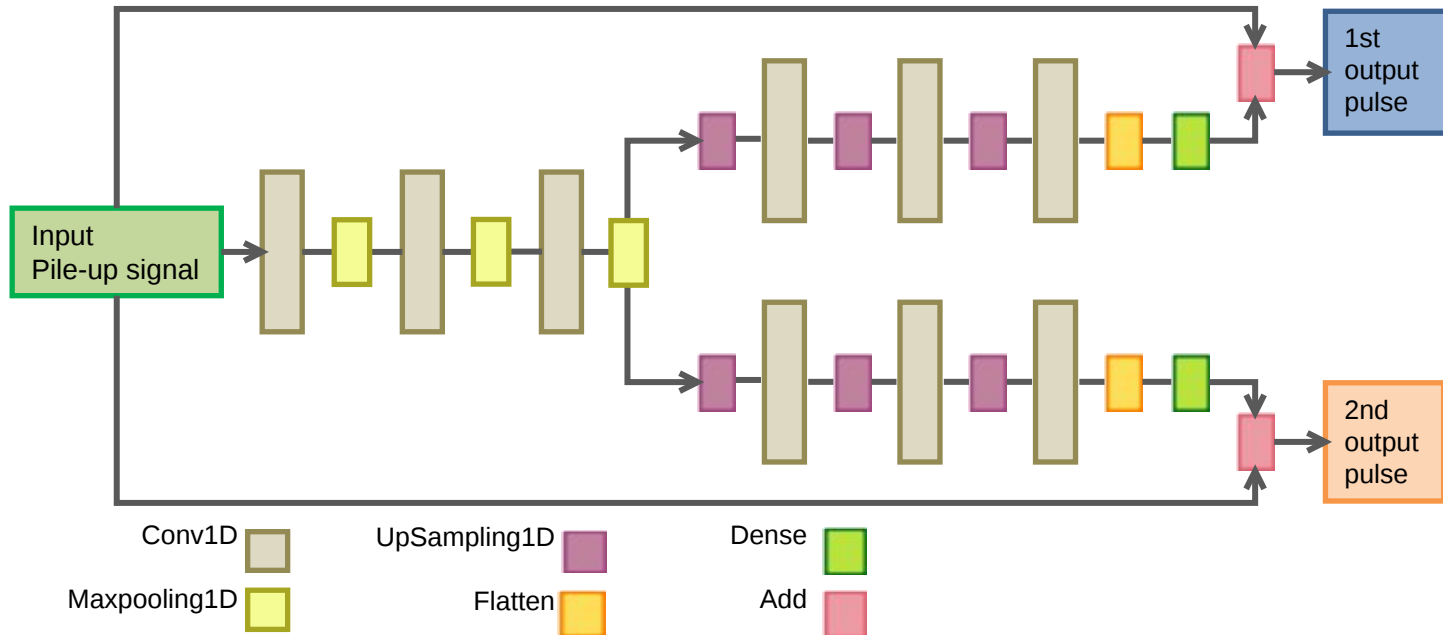 1st
output
pulse
Input
Pile-up signal
2nd
output
pulse
Conv1D
UpSampling1D
Dense
Maxpooling1D
Flatten
Add